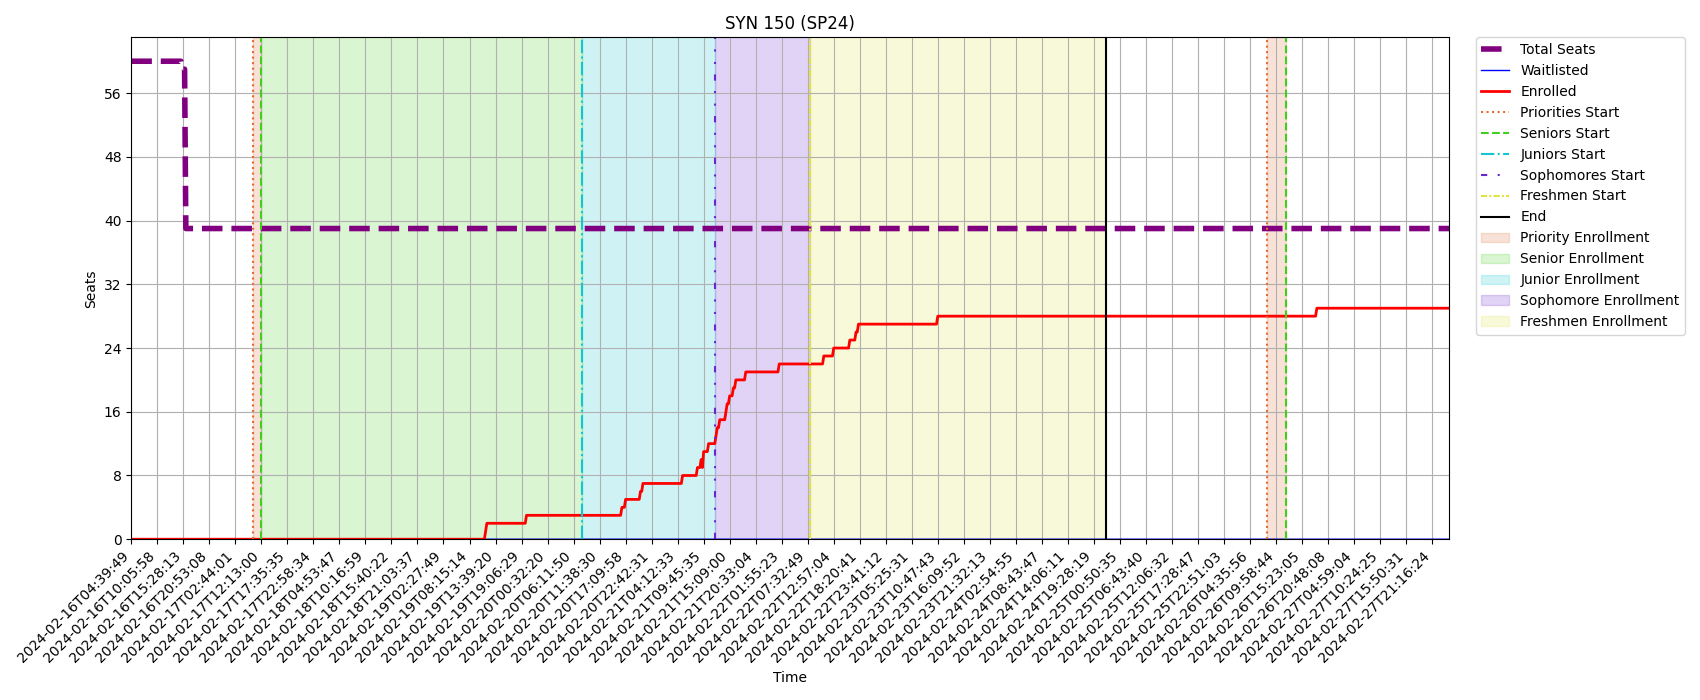 SYN 150 (SP24)
Seats
56
48
40
32
24
16
8
0
2024-02-16T04:39:49
2024-02-16T10:05:58
2024-02-16T15:28:13
2024-02-16T20:53:08
2024-02-17T02:44:01
2024-02-17T12:13:00
2024-02-17T17:35:35
2024-02-17T22:58:34
2024-02-18T04:53:47
2024-02-18T10:16:59
2024-02-18T15:40:22
2024-02-18T21:03:37
2024-02-19T02:27:49
2024-02-19T08:15:14
2024-02-19T13:39:20
2024-02-19T19:06:29
2024-02-20T00:32:20
2024-02-20T06:11:50
2024-02-20T11:38:30
2024-02-20T17:09:58
2024-02-20T22:42:31
2024-02-21T04:12:33
2024-02-21T09:45:35
2024-02-21T15:09:00
2024-02-21T20:33:04
2024-02-22T01:55:23
2024-02-22T07:32:49
2024-02-22T12:57:04
2024-02-22T18:20:41
2024-02-22T23:41:12
2024-02-23T05:25:31
2024-02-23T10:47:43
2024-02-23T16:09:52
2024-02-23T21:32:13
2024-02-24T02:54:55
2024-02-24T08:43:47
2024-02-24T14:06:11
2024-02-24T19:28:19
2024-02-25T00:50:35
2024-02-25T06:43:40
2024-02-25T12:06:32
2024-02-25T17:28:47
2024-02-25T22:51:03
2024-02-26T04:35:56
2024-02-26T09:58:44
2024-02-26T15:23:05
2024-02-26T20:48:08
2024-02-27T04:59:04
2024-02-27T10:24:25
2024-02-27T15:50:31
2024-02-27T21:16:24
Time
Total Seats
Waitlisted
Enrolled
Priorities Start
Seniors Start
Juniors Start
Sophomores Start
Freshmen Start
End
Priority Enrollment
Senior Enrollment
Junior Enrollment
Sophomore Enrollment
Freshmen Enrollment